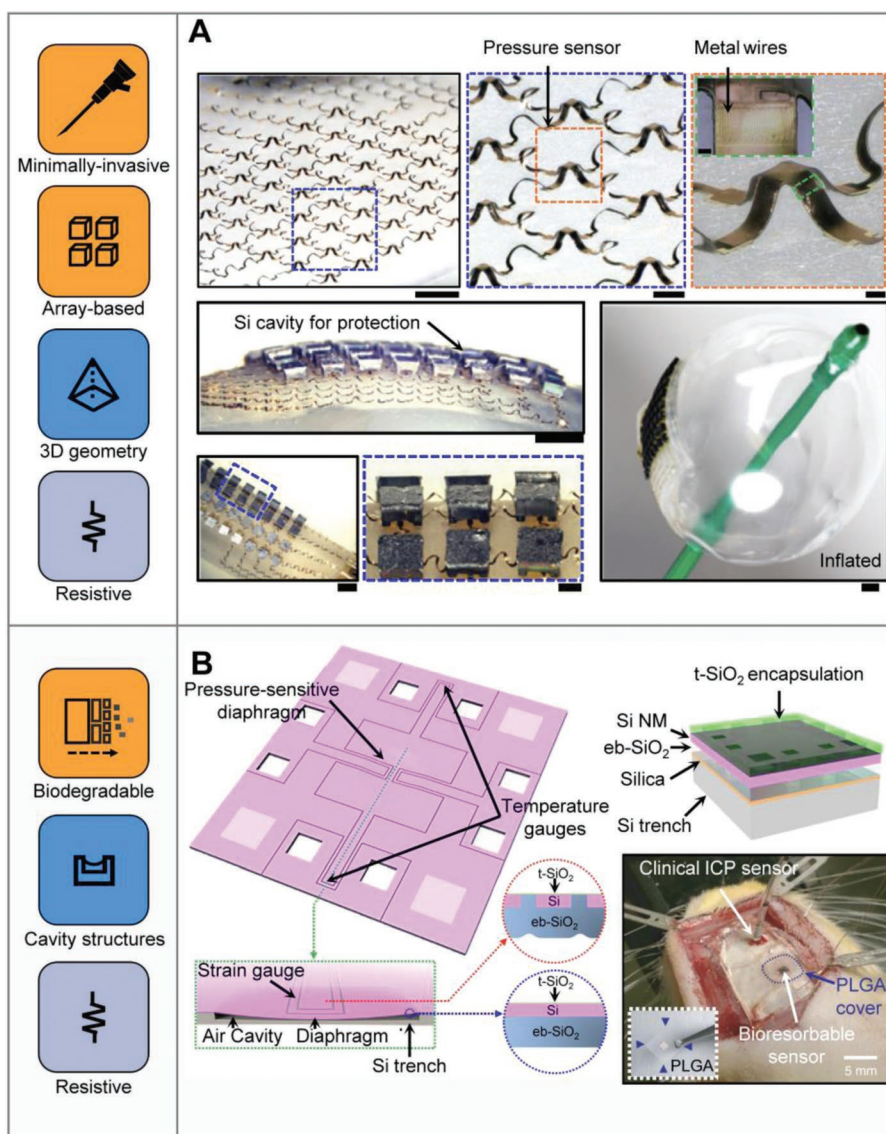 A
Minimally-invasive
Array-based
3D geometry
Resistive
Pressure sensor
Metal wires
Si cavity for protection
Inflated
B
Biodegradable
Cavity structures
Resistive
Pressure-sensitive
diaphragm
Temperature
gauges
t-SiO₂ encapsulation
Si NM
eb-SiO₂
Silica
Si trench
t-SiO₂
Si
eb-SiO₂
Strain gauge
Air Cavity
Diaphragm
Si trench
t-SiO₂
Si
eb-SiO₂
Clinical ICP sensor
PLGA
cover
Bioresorbable
sensor
PLGA
5 mm